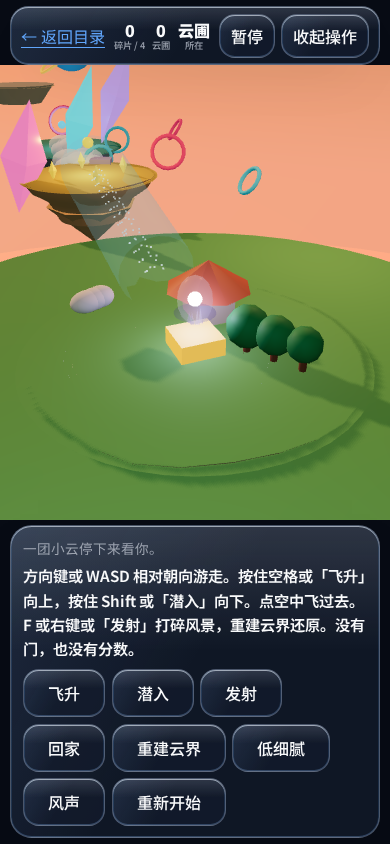 ← 返回目录
0 0 云圃 暂停 收起操作
碎片 / 4 云圃 所在
一团小云停下来看你。
方向键或 WASD 相对朝向游走。按住空格或「飞升」
向上，按住 Shift 或「潜入」向下。点空中飞过去。
F 或右键或「发射」打碎风景，重建云界还原。没有
门，也没有分数。
飞升 潜入 发射
回家 重建云界 低细腻
风声 重新开始